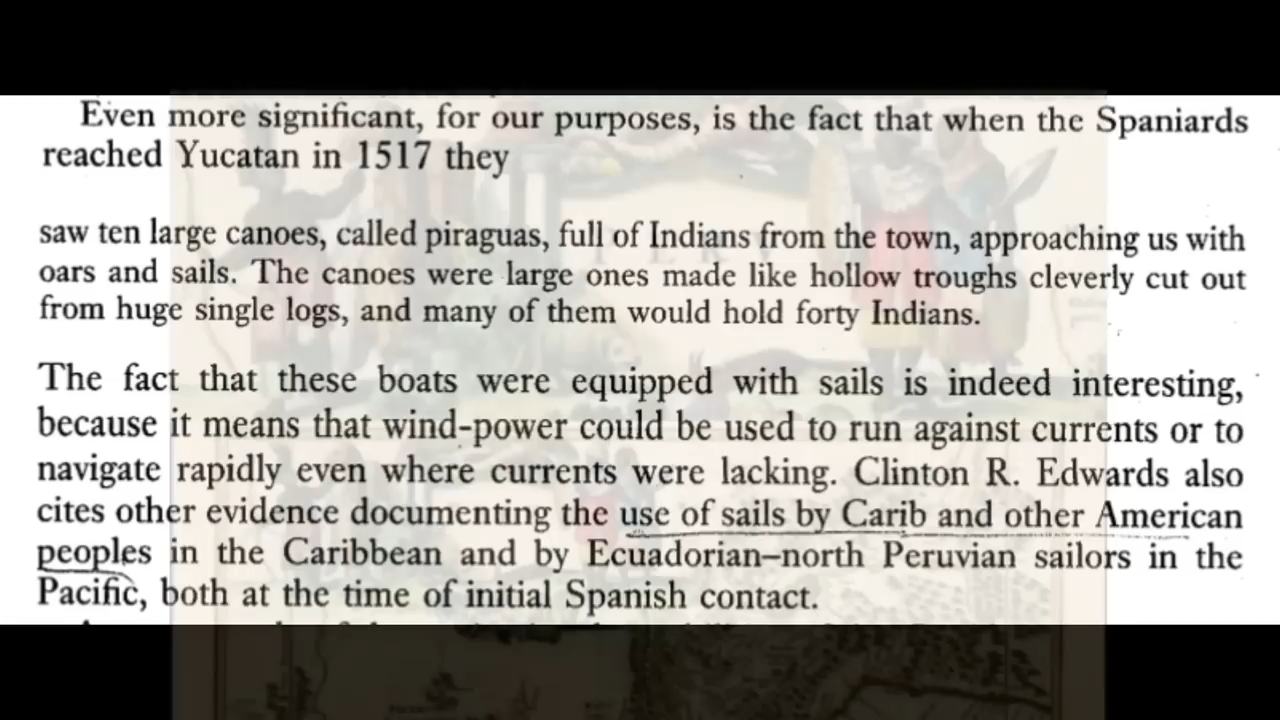 Even more significant, for our purposes, is the fact that when the Spaniards
reached Yucatan in 1517 they
saw ten large canoes, called piraguas, full of Indians from the town, approaching us with
oars and sails. The canoes were large ones made like hollow troughs cleverly cut out
from huge single logs, and many of them would hold forty Indians.
The fact that these boats were equipped with sails is indeed interesting,
because it means that wind-power could be used to run against currents or to
navigate rapidly even where currents were lacking. Clinton R. Edwards also
cites other evidence documenting the use of sails by Carib and other American
peoples in the Caribbean and by Ecuadorian–north Peruvian sailors in the
Pacific, both at the time of initial Spanish contact.